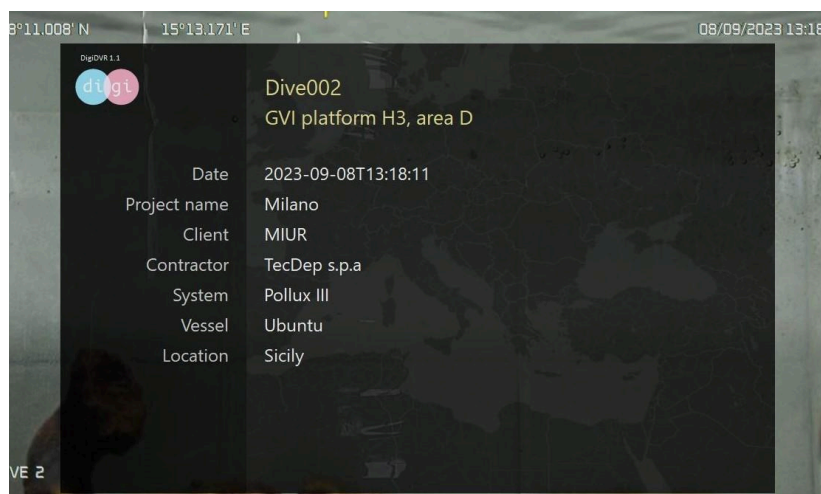 8°11.008' N 15°13.171' E 08/09/2023 13:18
DigiDVR 1.1
digi
Dive002
GVI platform H3, area D
Date 2023-09-08T13:18:11
Project name Milano
Client MIUR
Contractor TecDep s.p.a
System Pollux III
Vessel Ubuntu
Location Sicily
VE 2